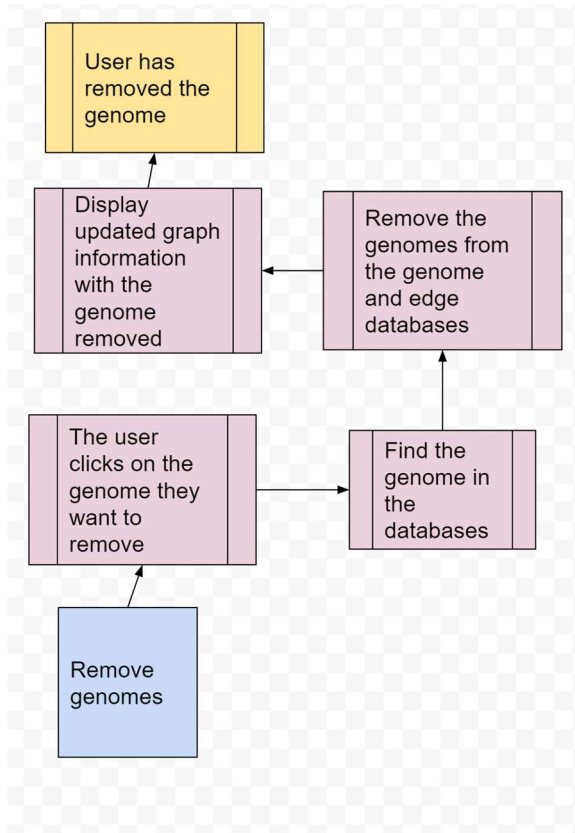 User has
removed the
genome
Display
updated graph
information
with the
genome
removed
Remove the
genomes from
the genome
and edge
databases
The user
clicks on the
genome they
want to
remove
Find the
genome in
the
databases
Remove
genomes